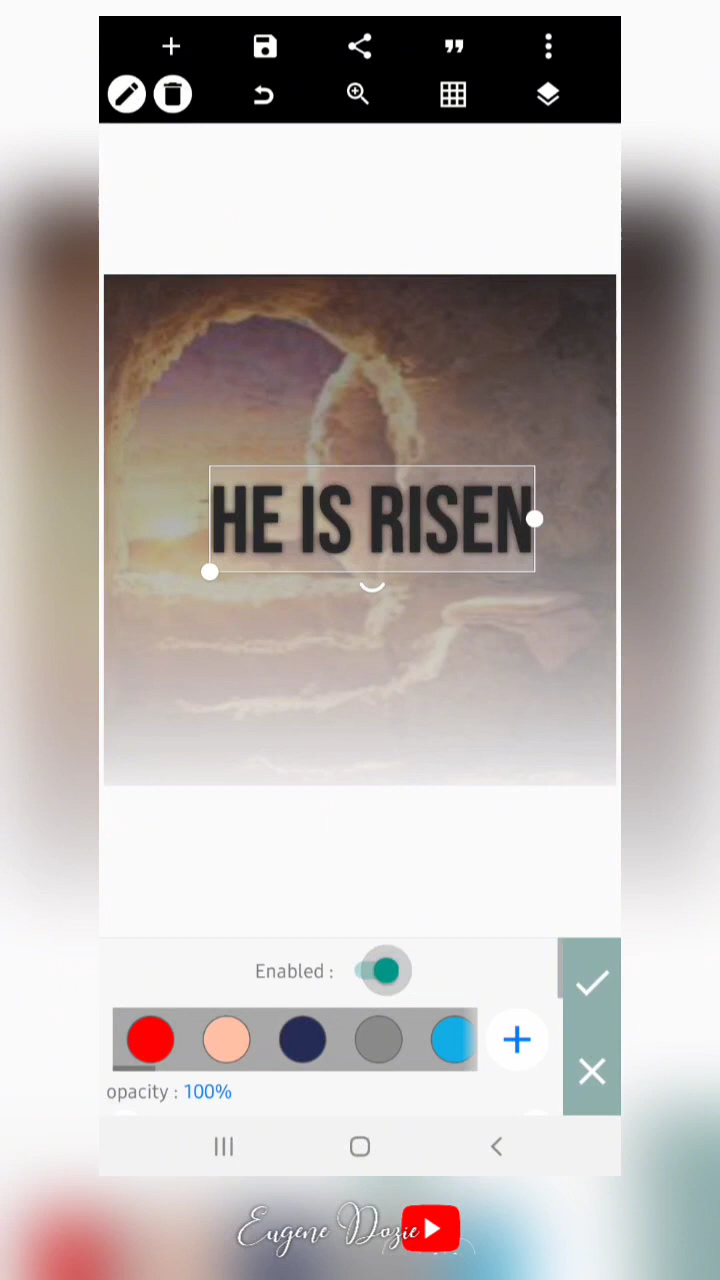 HE IS RISEN
Enabled :
opacity : 100%
Eugene Dozie